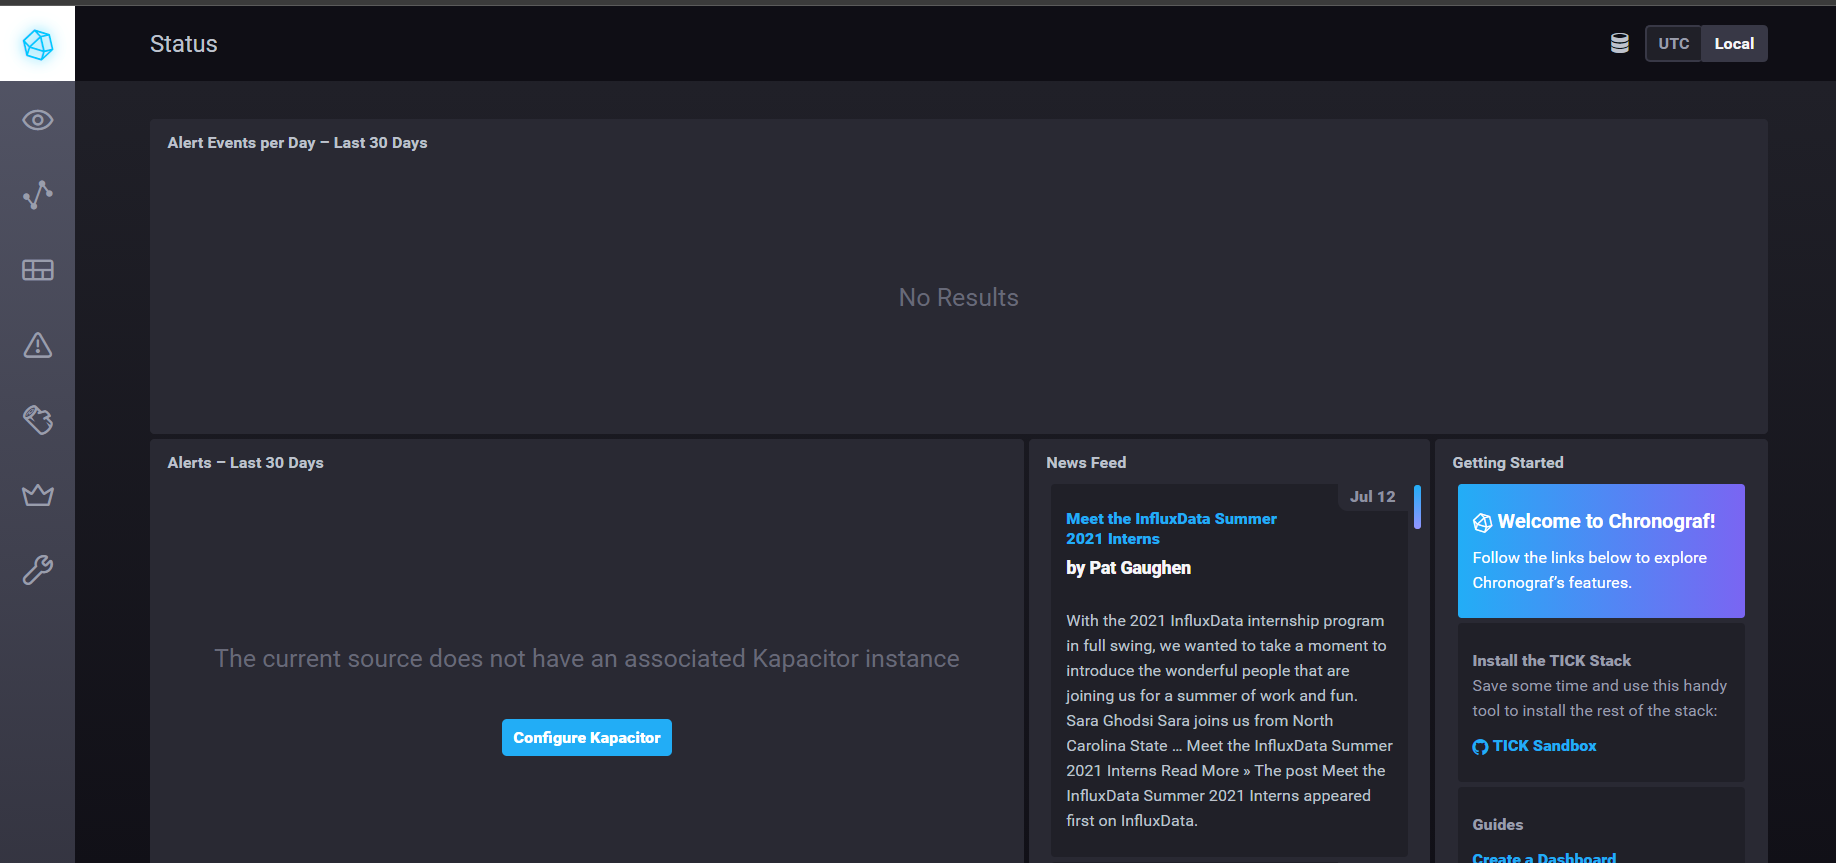 Status
UTC
Local
Alert Events per Day – Last 30 Days
No Results
Alerts – Last 30 Days
The current source does not have an associated Kapacitor instance
Configure Kapacitor
News Feed
Jul 12
Meet the InfluxData Summer
2021 Interns
by Pat Gaughen
With the 2021 InfluxData internship program
in full swing, we wanted to take a moment to
introduce the wonderful people that are
joining us for a summer of work and fun.
Sara Ghodsi Sara joins us from North
Carolina State … Meet the InfluxData Summer
2021 Interns Read More » The post Meet the
InfluxData Summer 2021 Interns appeared
first on InfluxData.
Getting Started
Welcome to Chronograf!
Follow the links below to explore
Chronograf’s features.
Install the TICK Stack
Save some time and use this handy
tool to install the rest of the stack:
TICK Sandbox
Guides
Create a Dashboard